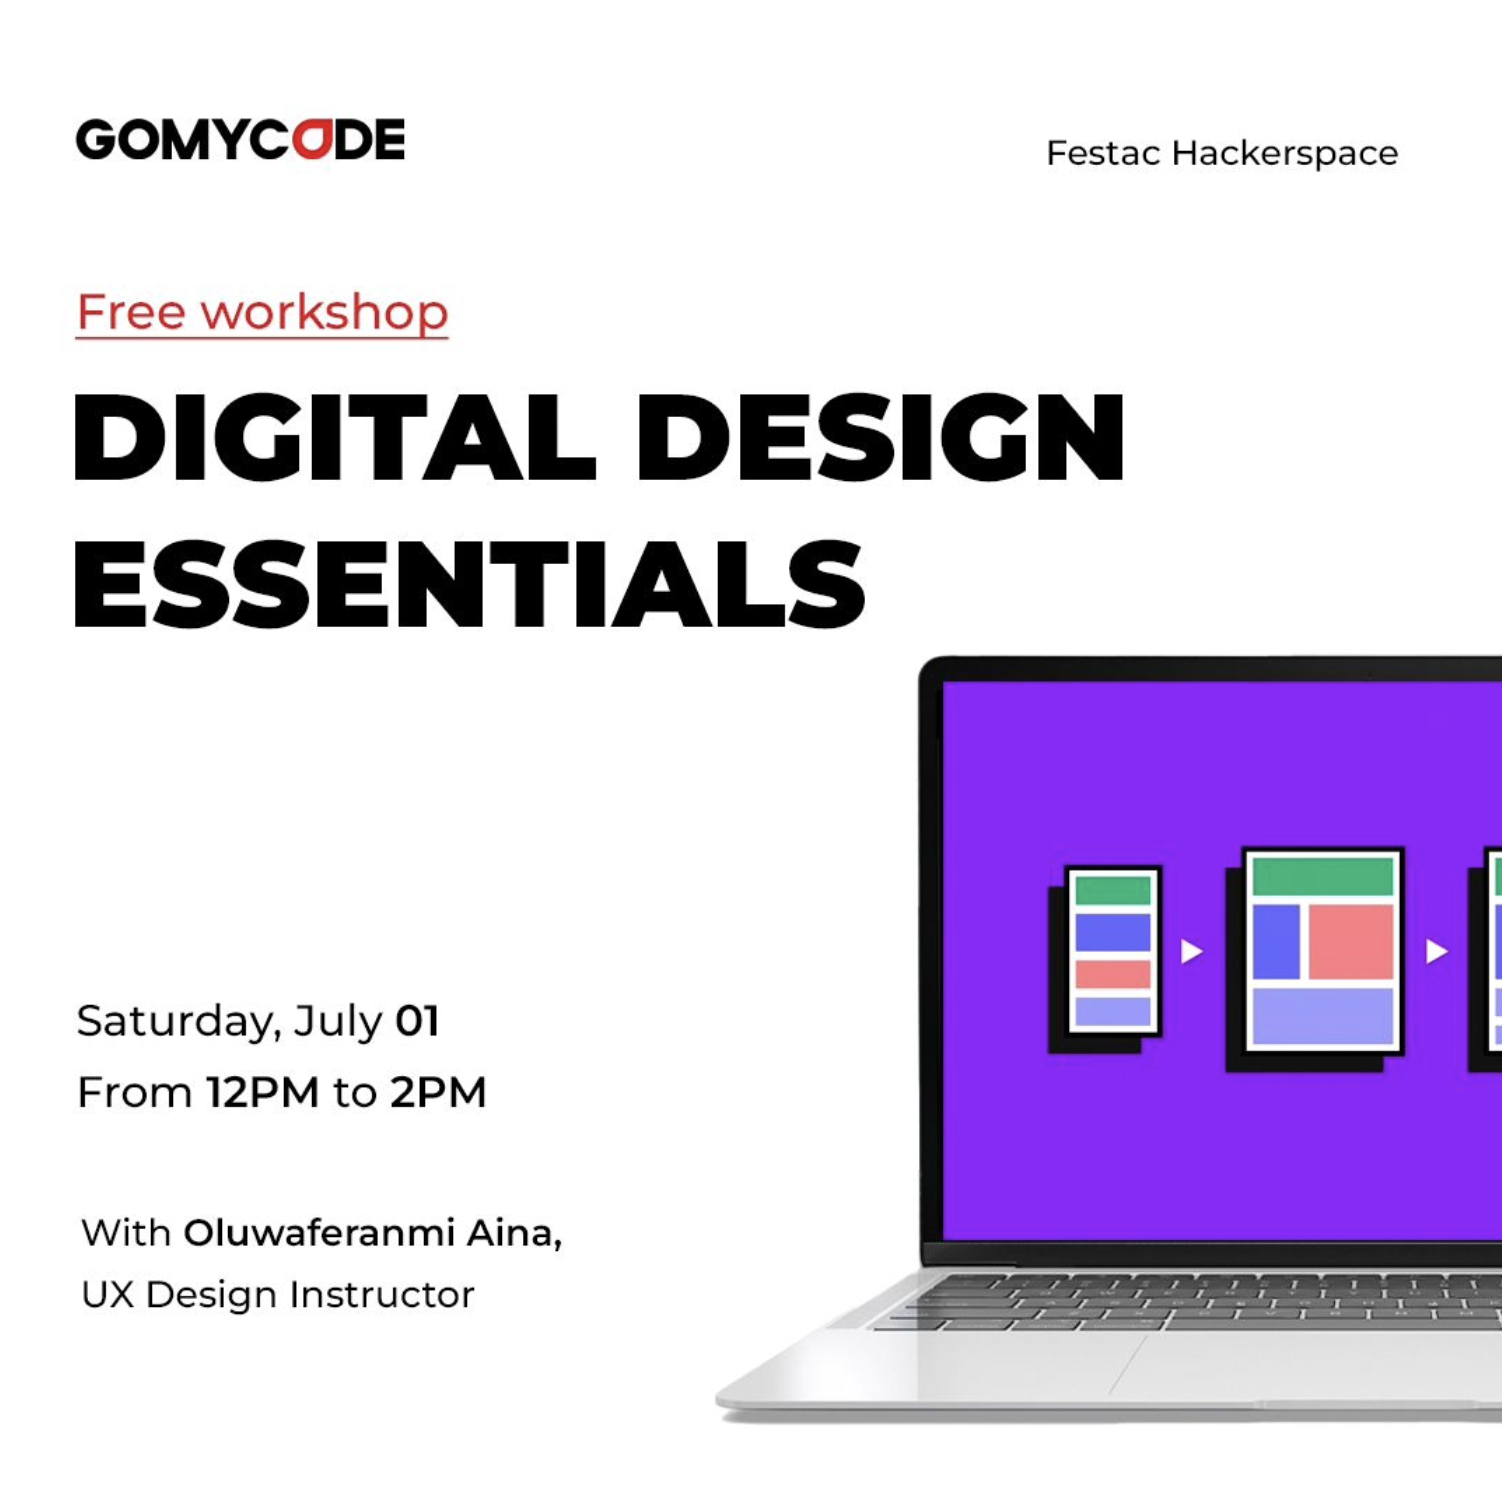 GOMYCODE
Festac Hackerspace
Free workshop
DIGITAL DESIGN
ESSENTIALS
Saturday, July 01
From 12PM to 2PM
With Oluwaferanmi Aina,
UX Design Instructor